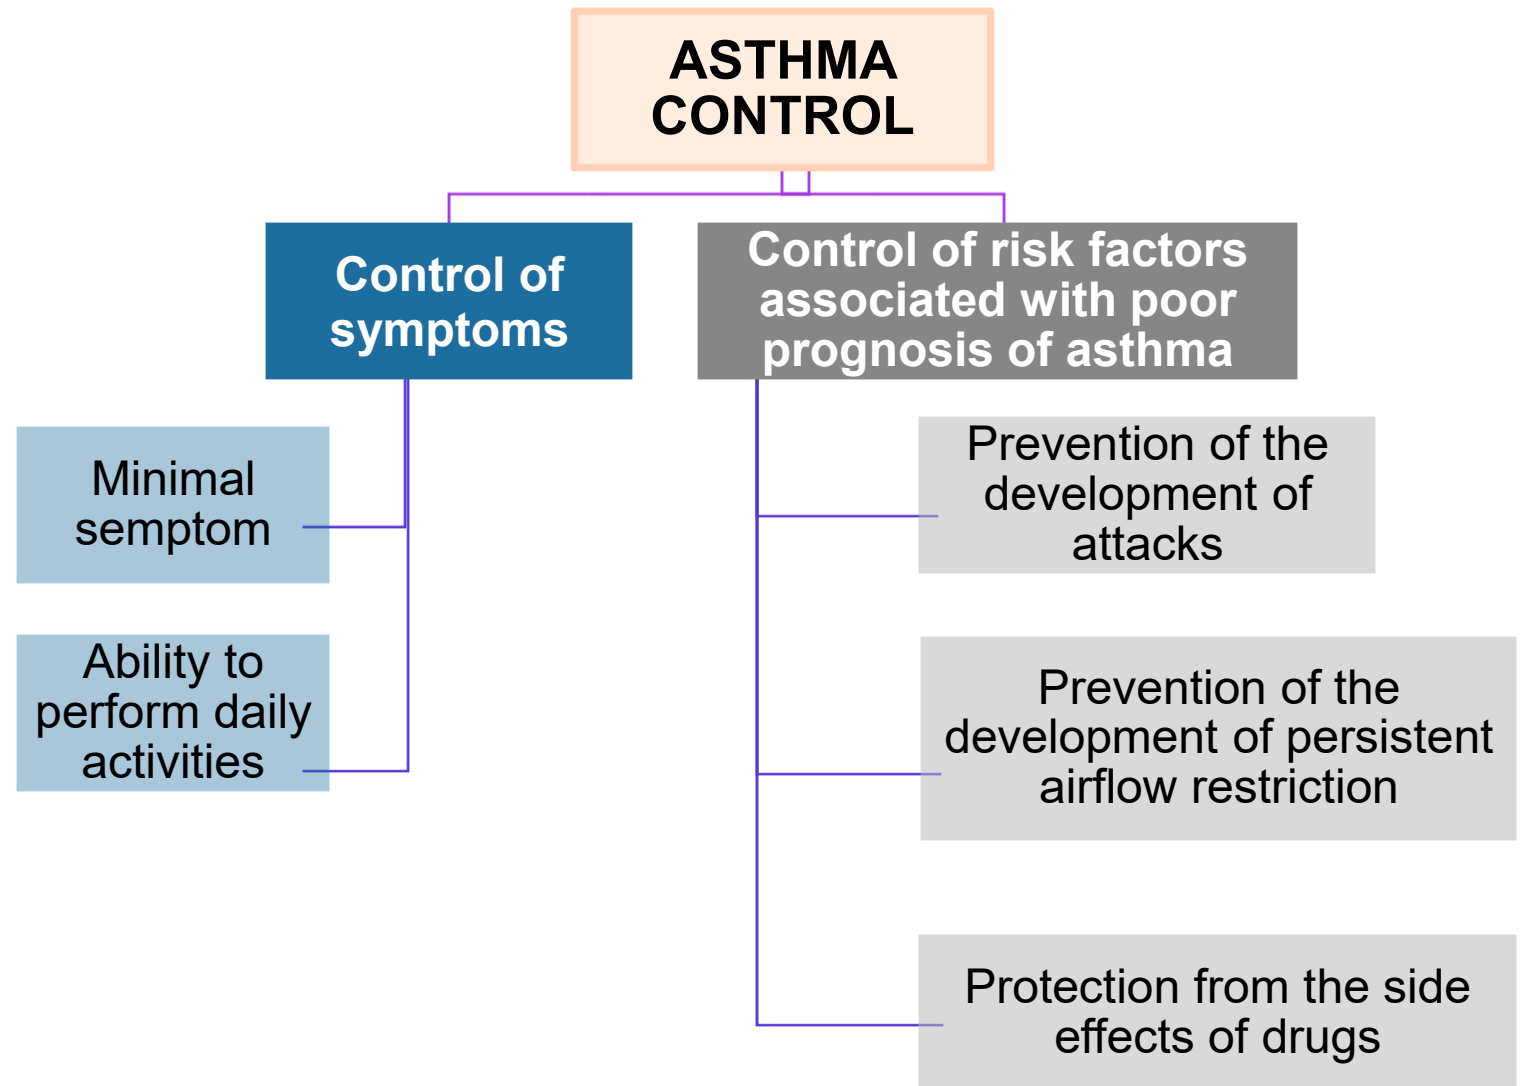 ASTHMA
CONTROL
Control of
symptoms
Control of risk factors
associated with poor
prognosis of asthma
Minimal
semptom
Ability to
perform daily
activities
Prevention of the
development of
attacks
Prevention of the
development of persistent
airflow restriction
Protection from the side
effects of drugs